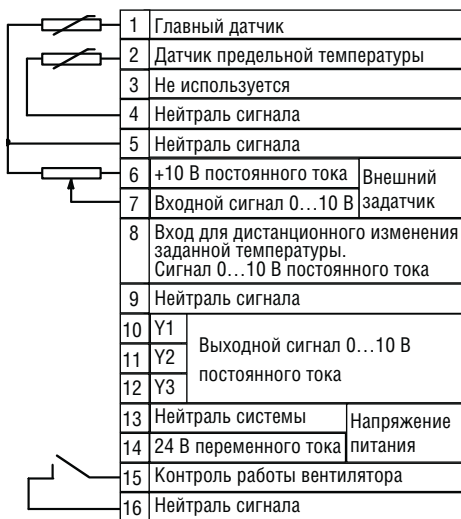 1 Главный датчик
2 Датчик предельной температуры
3 Не используется
4 Нейтраль сигнала
5 Нейтраль сигнала
6 +10 В постоянного тока Внешний
7 Входной сигнал 0...10 В задатчик
8 Вход для дистанционного изменения
заданной температуры.
Сигнал 0...10 В постоянного тока
9 Нейтраль сигнала
10 Y1
11 Y2
12 Y3
Выходной сигнал 0...10 В
постоянного тока
13 Нейтраль системы Напряжение
14 24 В переменного тока питания
15 Контроль работы вентилятора
16 Нейтраль сигнала